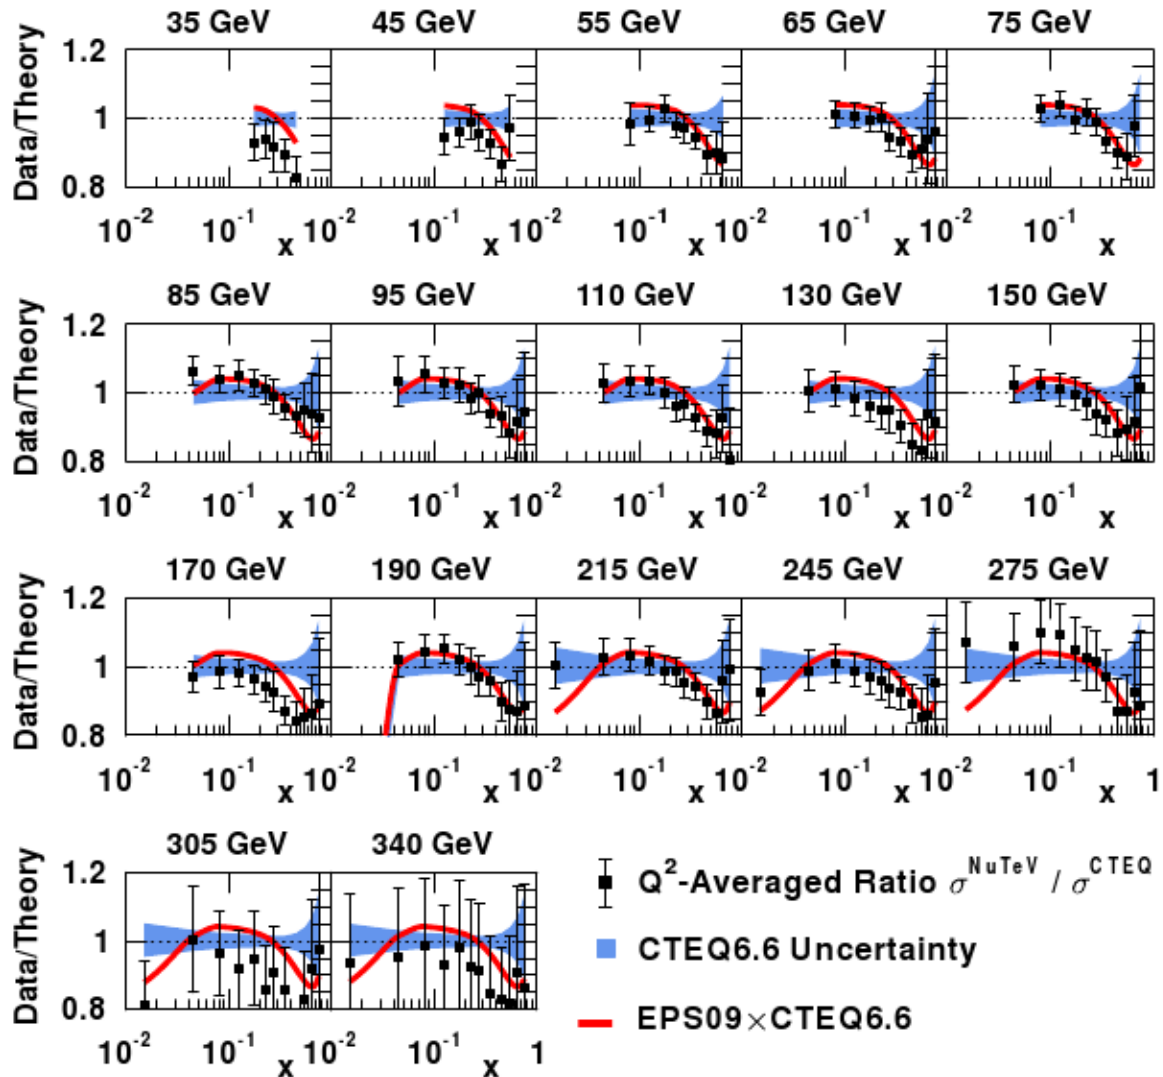 35 GeV 45 GeV 55 GeV 65 GeV 75 GeV
Data/Theory
1.2
1
0.8
10⁻² 10⁻¹ x 10⁻² 10⁻¹ x 10⁻² 10⁻¹ x 10⁻² 10⁻¹ x 10⁻² 10⁻¹ x
85 GeV 95 GeV 110 GeV 130 GeV 150 GeV
Data/Theory
1.2
1
0.8
10⁻² 10⁻¹ x 10⁻² 10⁻¹ x 10⁻² 10⁻¹ x 10⁻² 10⁻¹ x 10⁻² 10⁻¹ x
170 GeV 190 GeV 215 GeV 245 GeV 275 GeV
Data/Theory
1.2
1
0.8
10⁻² 10⁻¹ x 10⁻² 10⁻¹ x 10⁻² 10⁻¹ x 10⁻² 10⁻¹ x 10⁻² 10⁻¹ x 1
305 GeV 340 GeV
Data/Theory
1.2
1
0.8
10⁻² 10⁻¹ x 10⁻² 10⁻¹ x 1
Q²-Averaged Ratio σ^NuTeV / σ^CTEQ
CTEQ6.6 Uncertainty
EPS09×CTEQ6.6